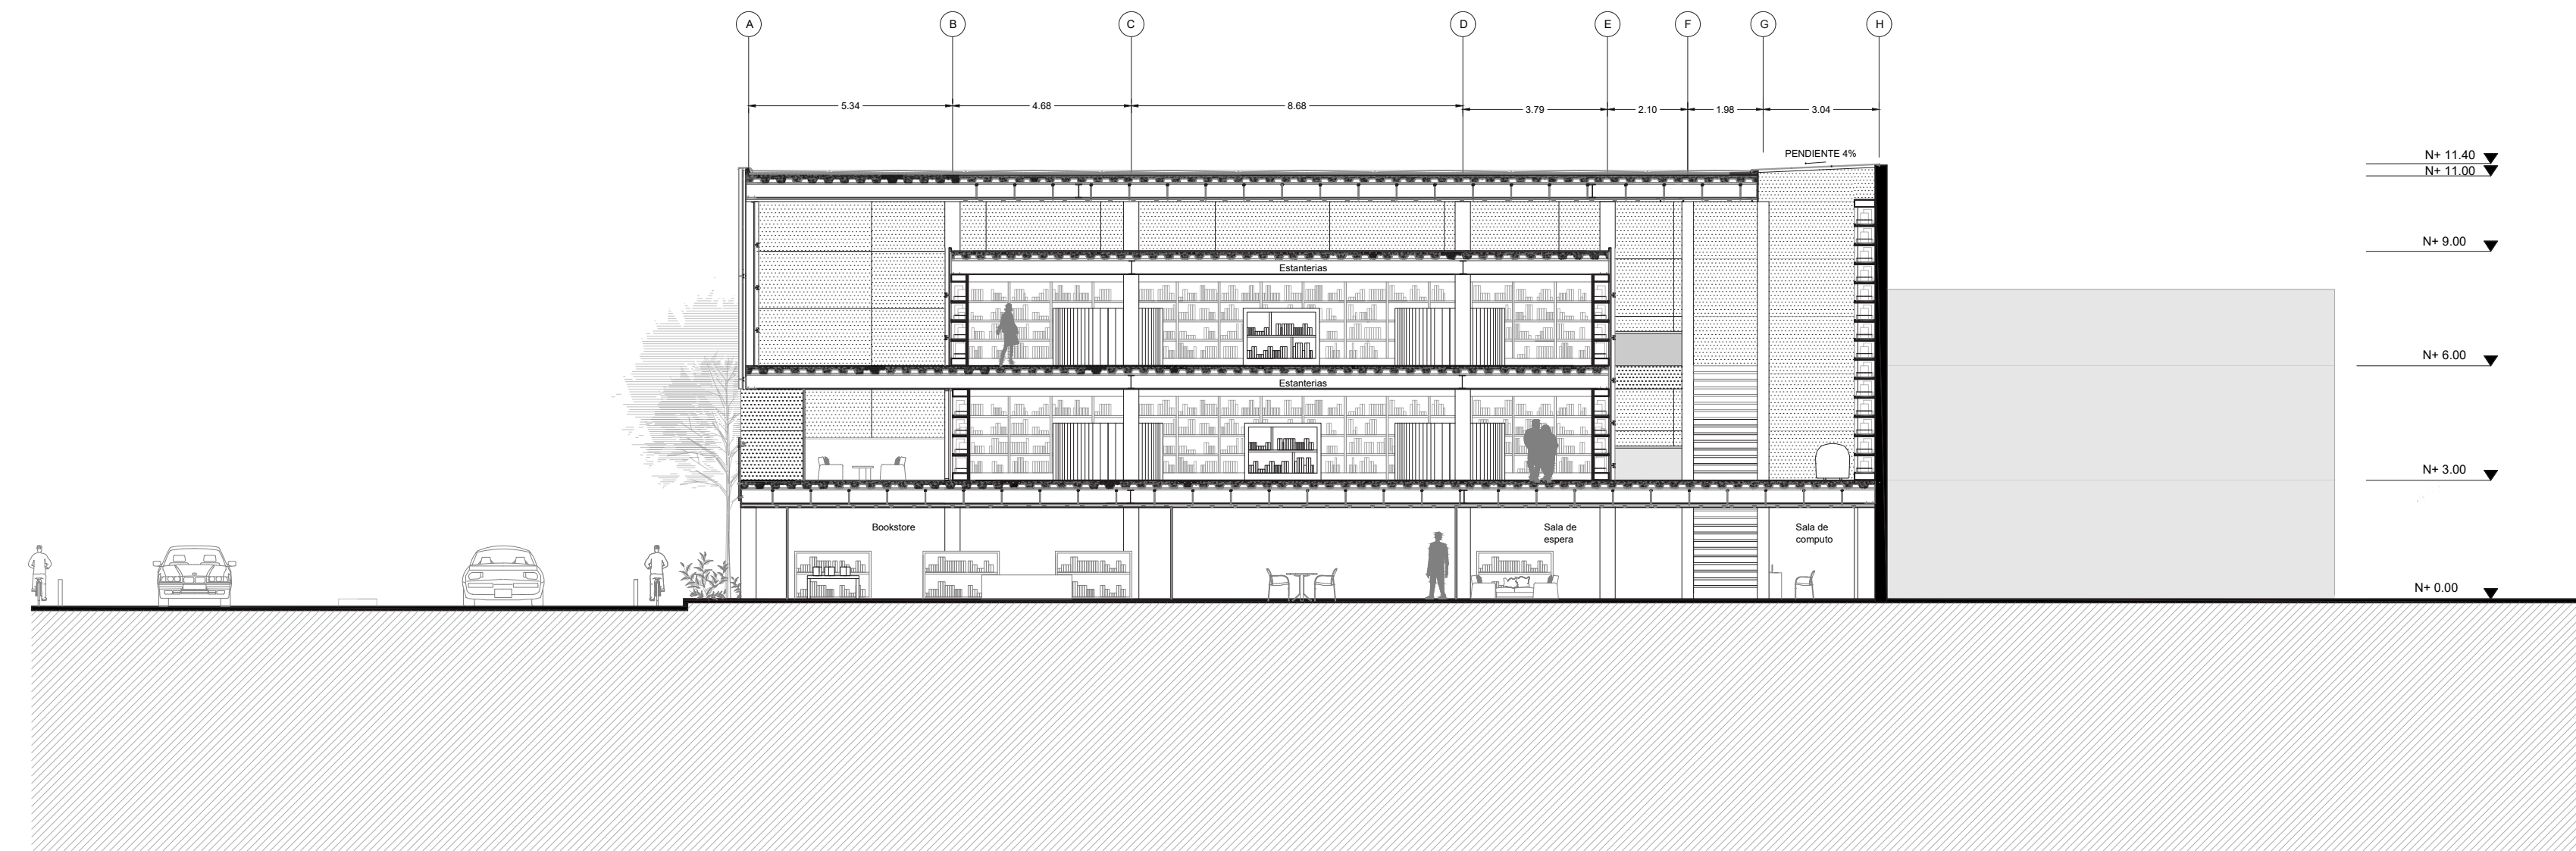 A B C D E F G H
5.34 4.68 8.68 3.79 2.10 1.98 3.04
PENDIENTE 4%
N+ 11.40
N+ 11.00
N+ 9.00
Estanterias
N+ 6.00
Estanterias
N+ 3.00
Bookstore
Sala de
espera
Sala de
computo
N+ 0.00